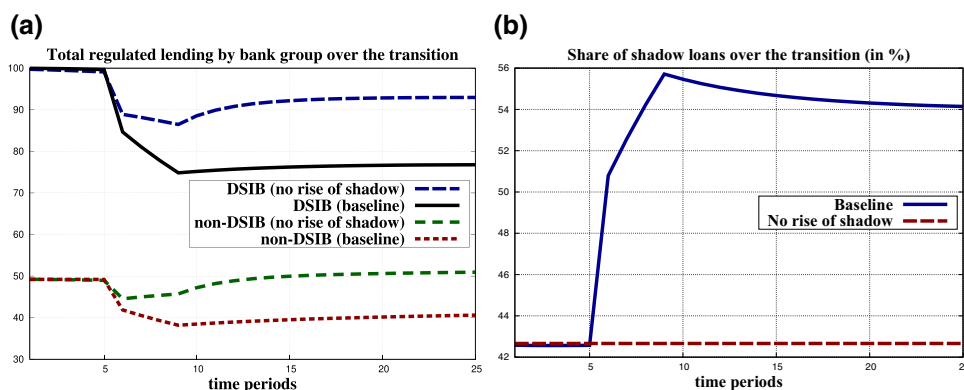 (a)
Total regulated lending by bank group over the transition
100
90
80
70
60
50
40
30
DSIB (no rise of shadow)
DSIB (baseline)
non-DSIB (no rise of shadow)
non-DSIB (baseline)
5 10 15 20 25
time periods
(b)
Share of shadow loans over the transition (in %)
56
54
52
50
48
46
44
42
Baseline
No rise of shadow
5 10 15 20 2
time periods